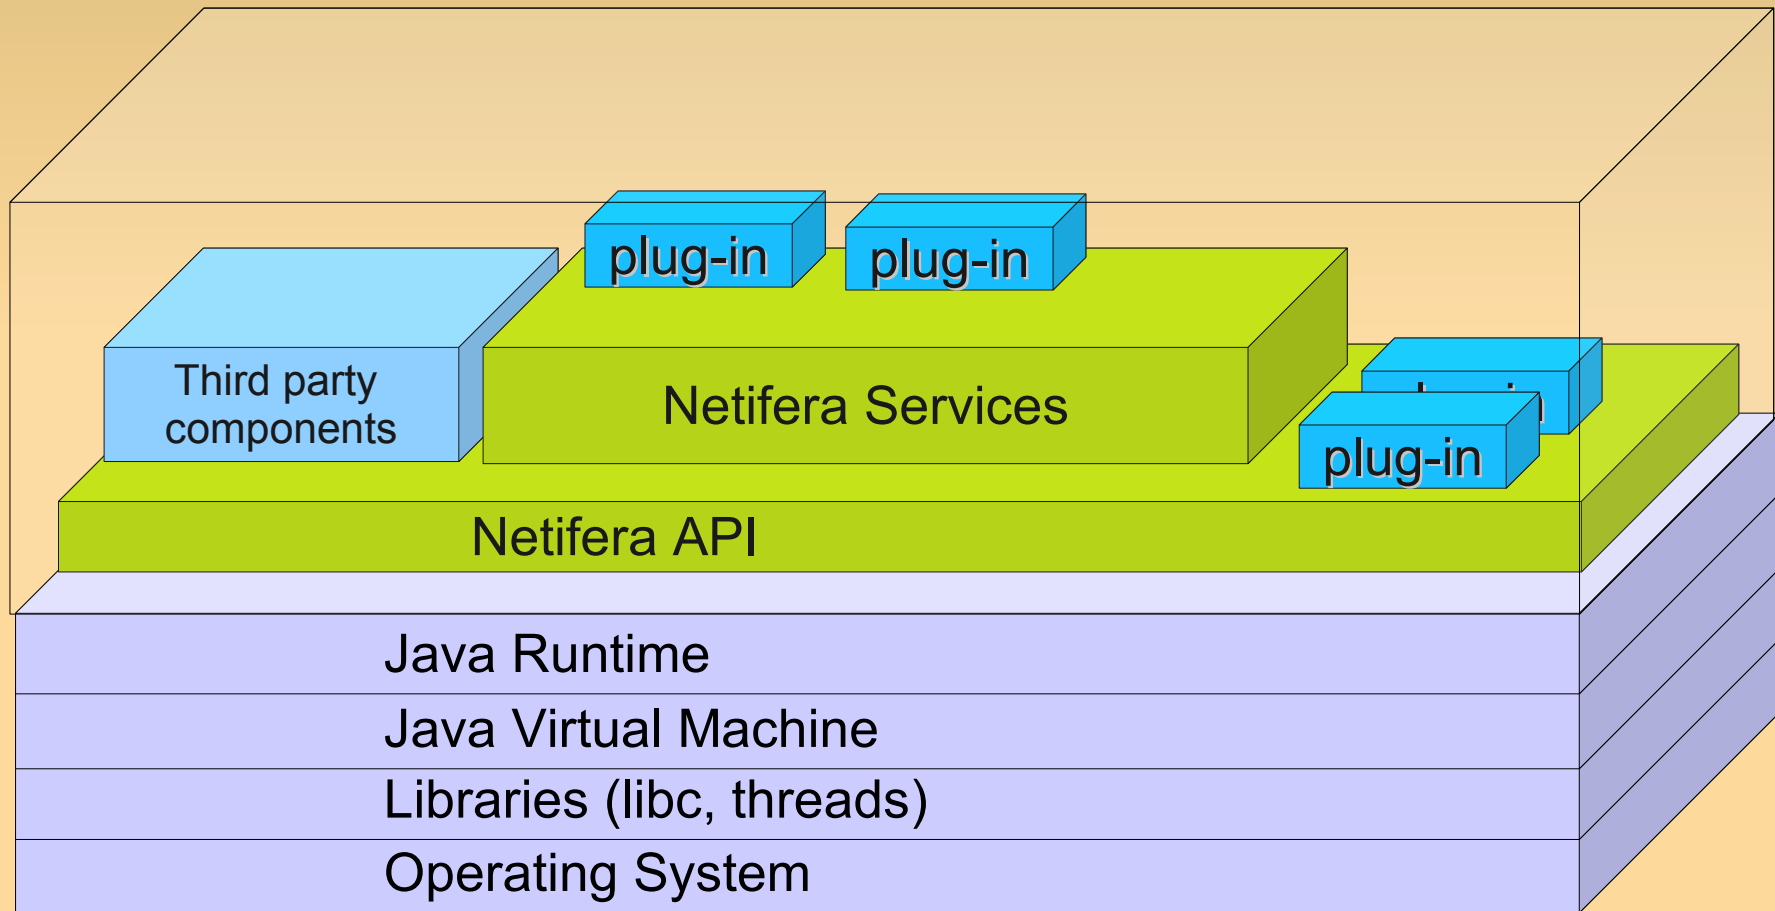 plug-in
plug-in
Third party
components
Netifera Services
plug-in
Netifera API
Java Runtime
Java Virtual Machine
Libraries (libc, threads)
Operating System